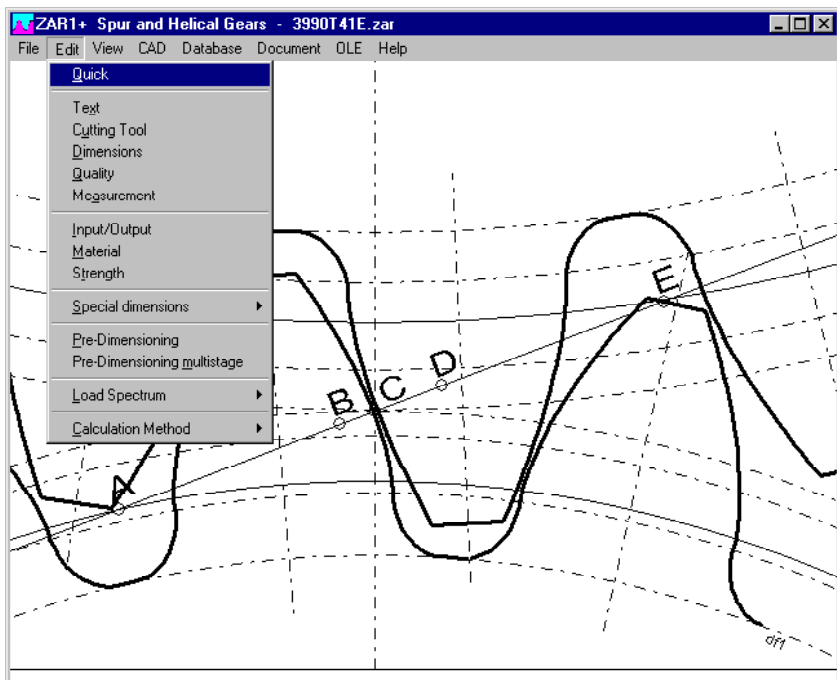 ZAR1+ Spur and Helical Gears - 3990T41E.zar
File Edit View CAD Database Document OLE Help
Quick
Text
Cutting Tool
Dimensions
Quality
Measurement
Input/Output
Material
Strength
Special dimensions
Pre-Dimensioning
Pre-Dimensioning multistage
Load Spectrum
Calculation Method
A
B
C
D
E
df1